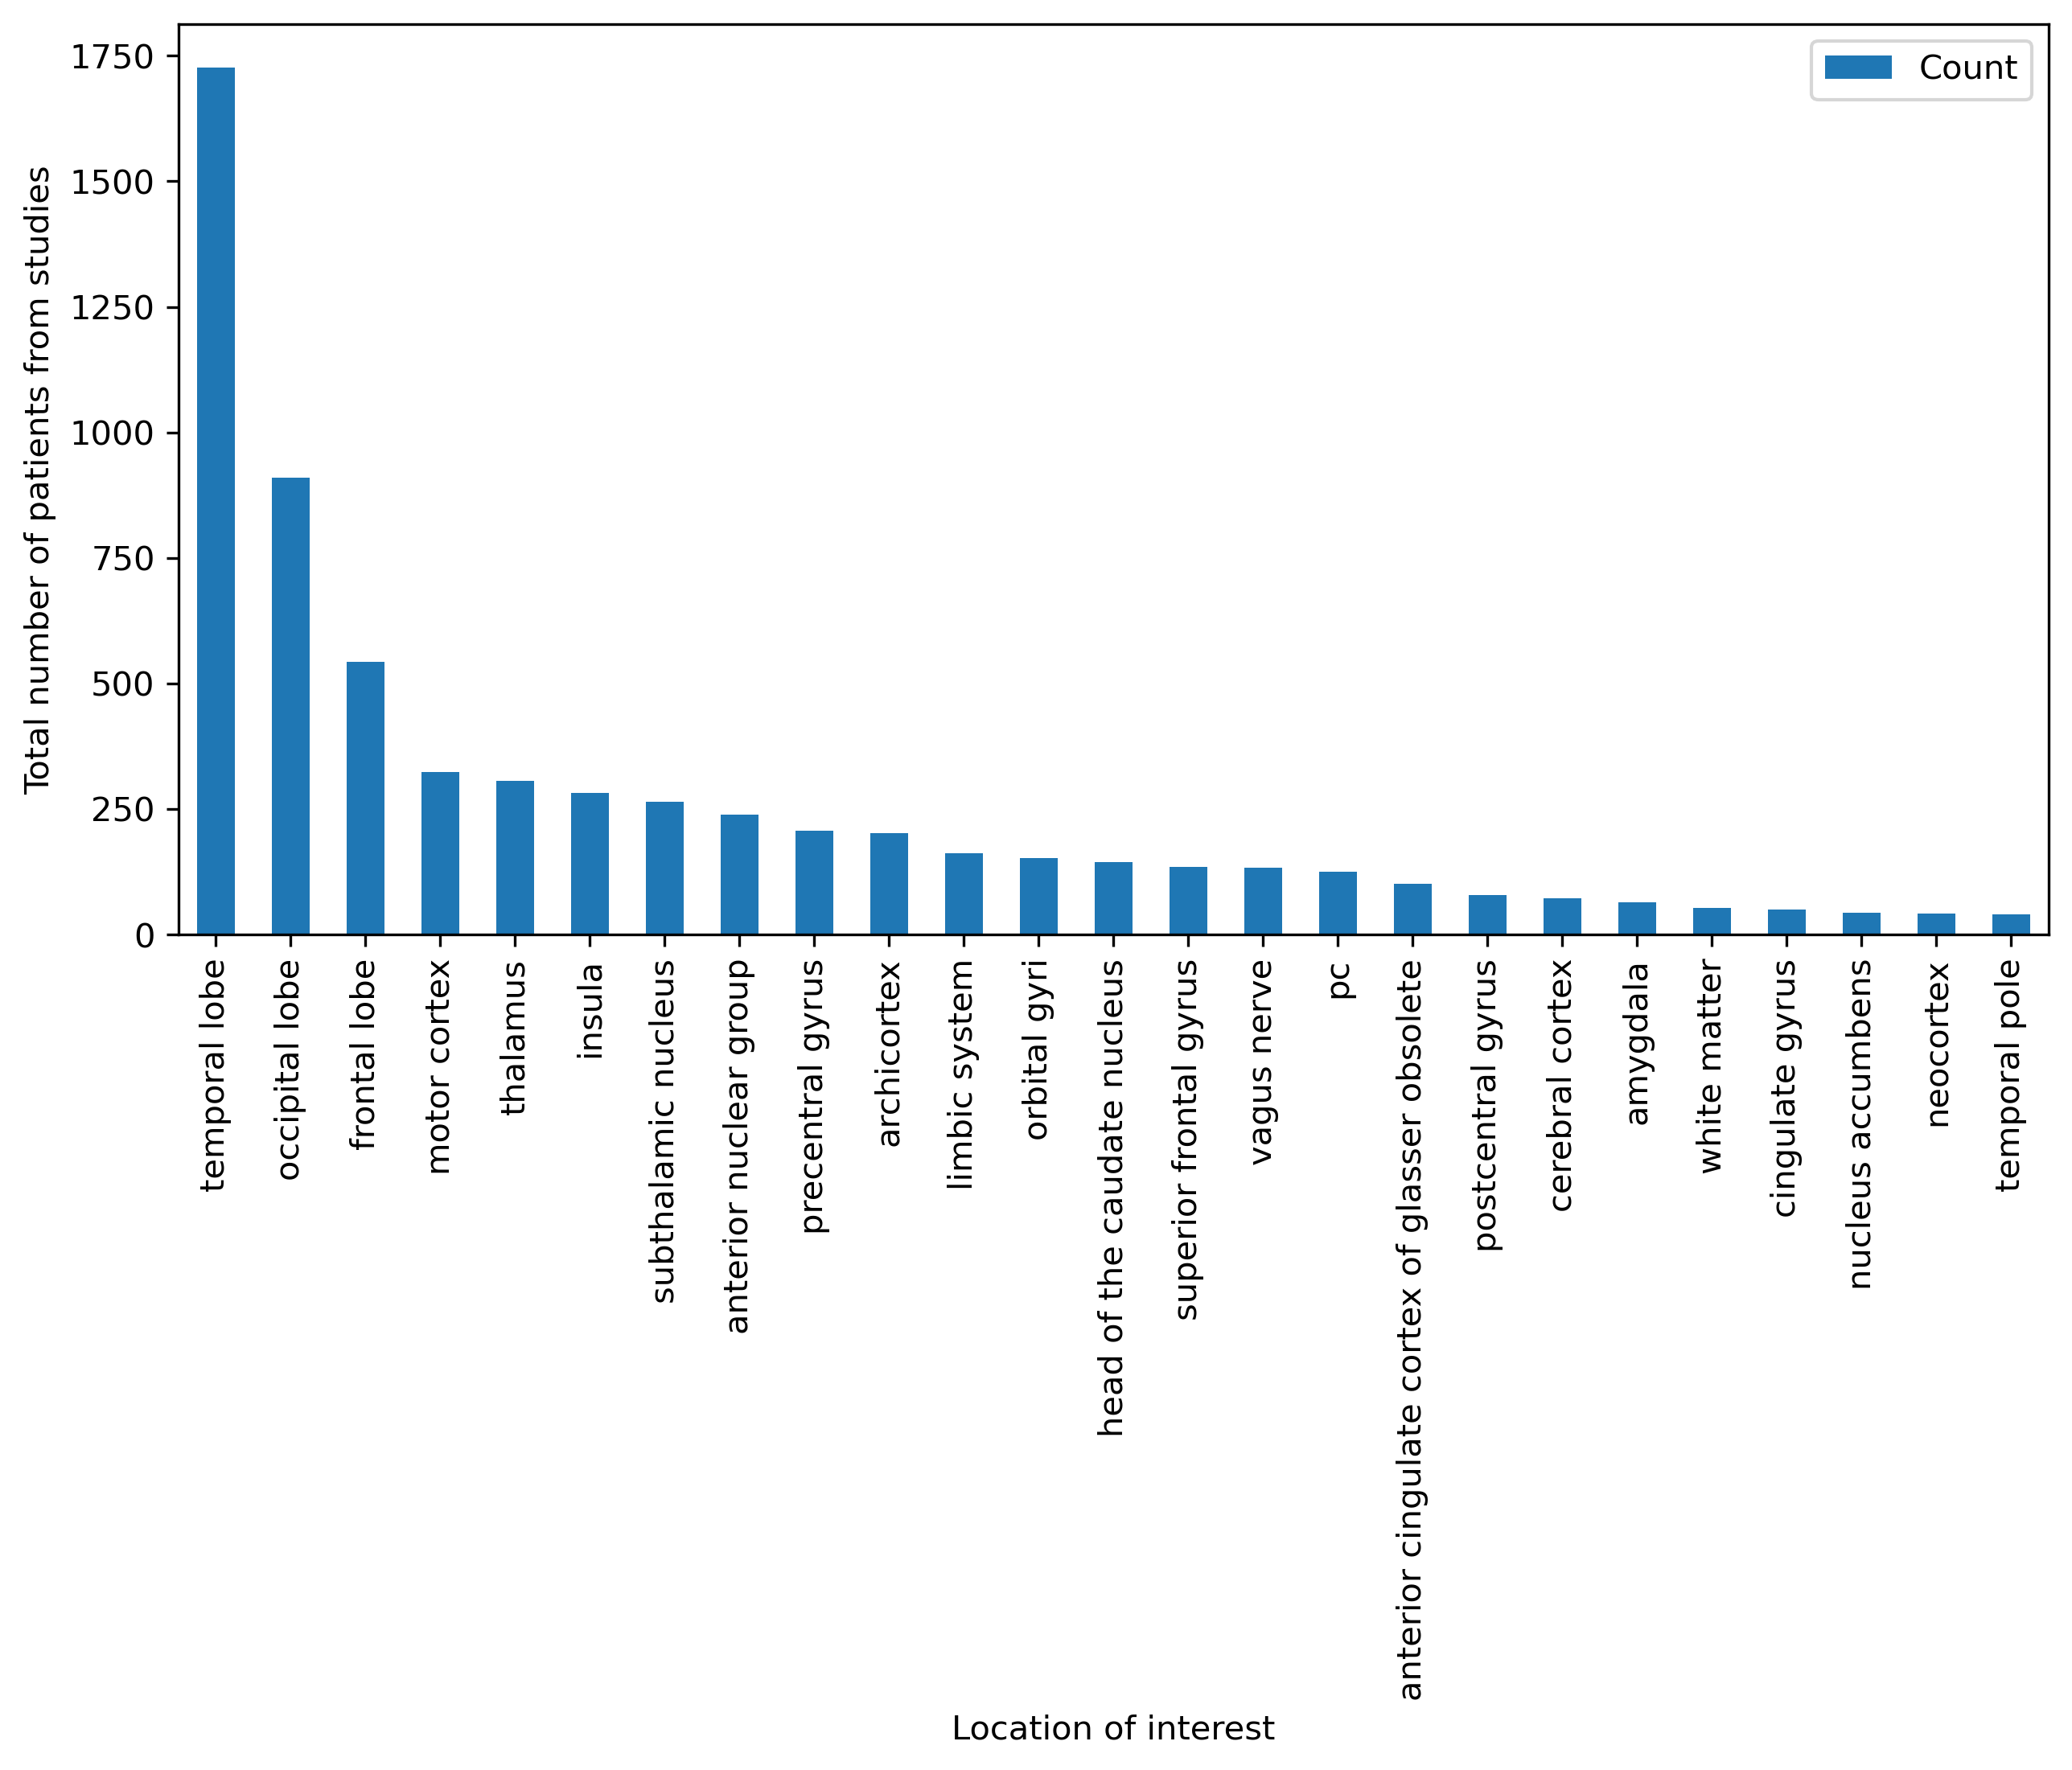 Total number of patients from studies
1750
1500
1250
1000
750
500
250
0
Count
temporal lobe
occipital lobe
frontal lobe
motor cortex
thalamus
insula
subthalamic nucleus
anterior nuclear group
precentral gyrus
archicortex
limbic system
orbital gyri
head of the caudate nucleus
superior frontal gyrus
vagus nerve
pc
anterior cingulate cortex of glasser obsolete
postcentral gyrus
cerebral cortex
amygdala
white matter
cingulate gyrus
nucleus accumbens
neocortex
temporal pole
Location of interest